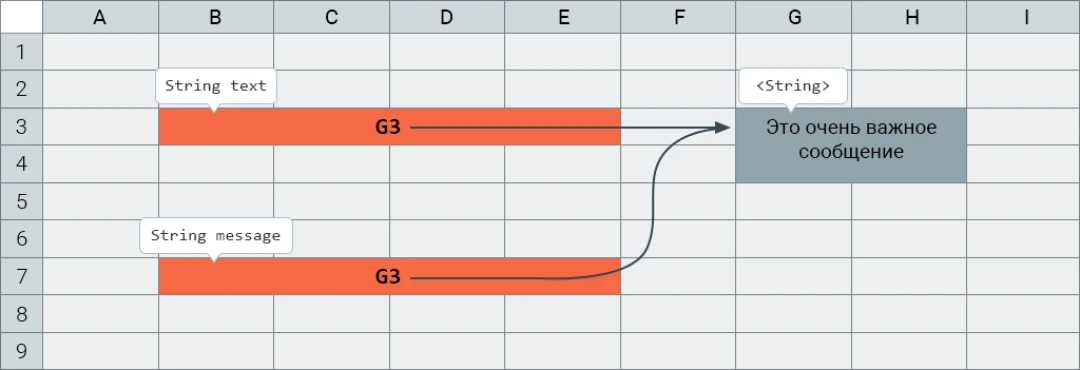 A B C D E F G H I
1
2
String text
<String>
3
G3
Это очень важное
сообщение
4
5
6
String message
7
G3
8
9